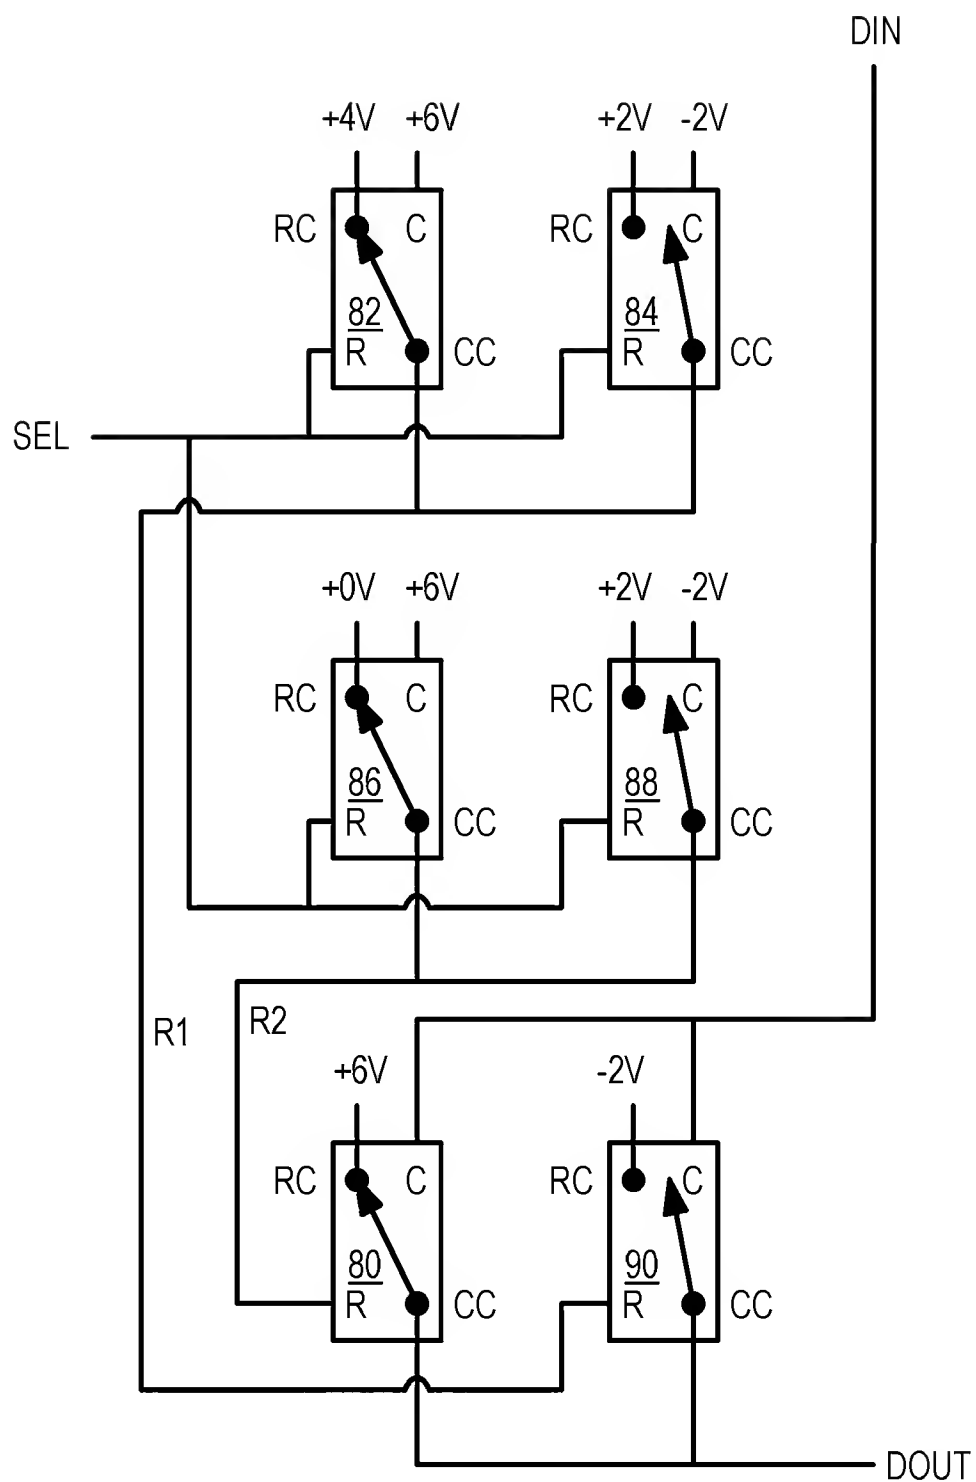 DIN
+4V +6V +2V -2V
RC C RC C
82 84
R CC R CC
SEL
+0V +6V +2V -2V
RC C RC C
86 88
R CC R CC
R1 R2
+6V -2V
RC C RC C
80 90
R CC R CC
DOUT